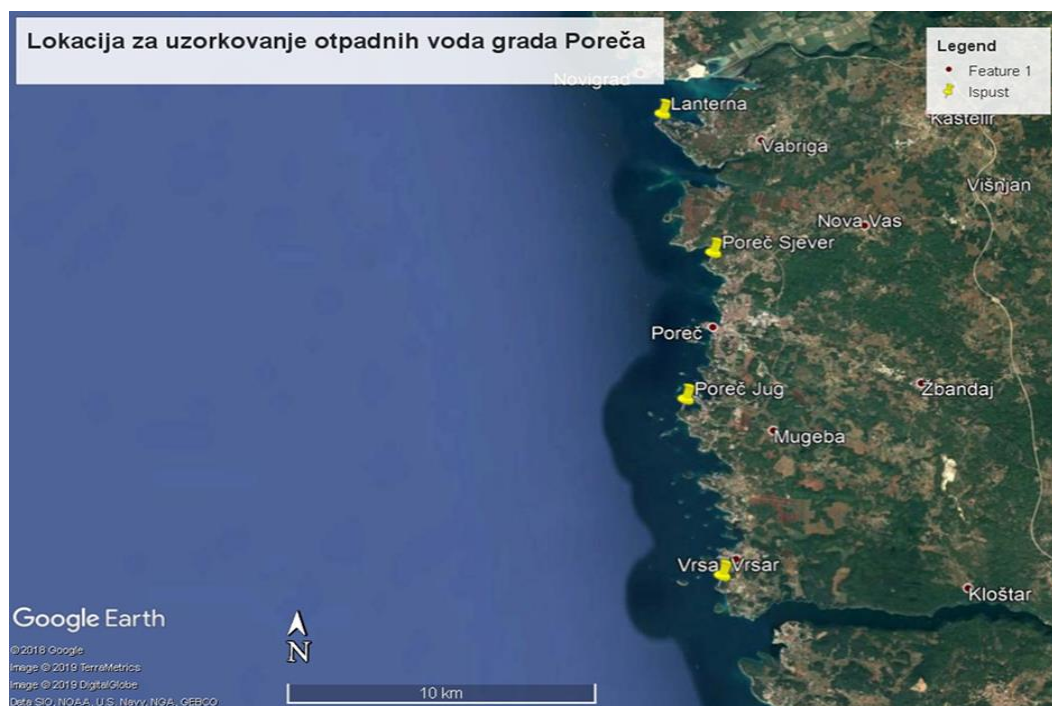 Lokacija za uzorkovanje otpadnih voda grada Poreča
Legend
Feature 1
Ispust
Novigrad
Lanterna
Kaštelir
Vabriga
Višnjan
Nova Vas
Poreč Sjever
Poreč
Poreč Jug
Žbandaj
Mugeba
Vrsar Vrsar
Kloštar
Google Earth
© 2018 Google
Image © 2019 TerraMetrics
Image © 2019 DigitalGlobe
Data SIO, NOAA, U.S. Navy, NGA, GEBCO
N
10 km